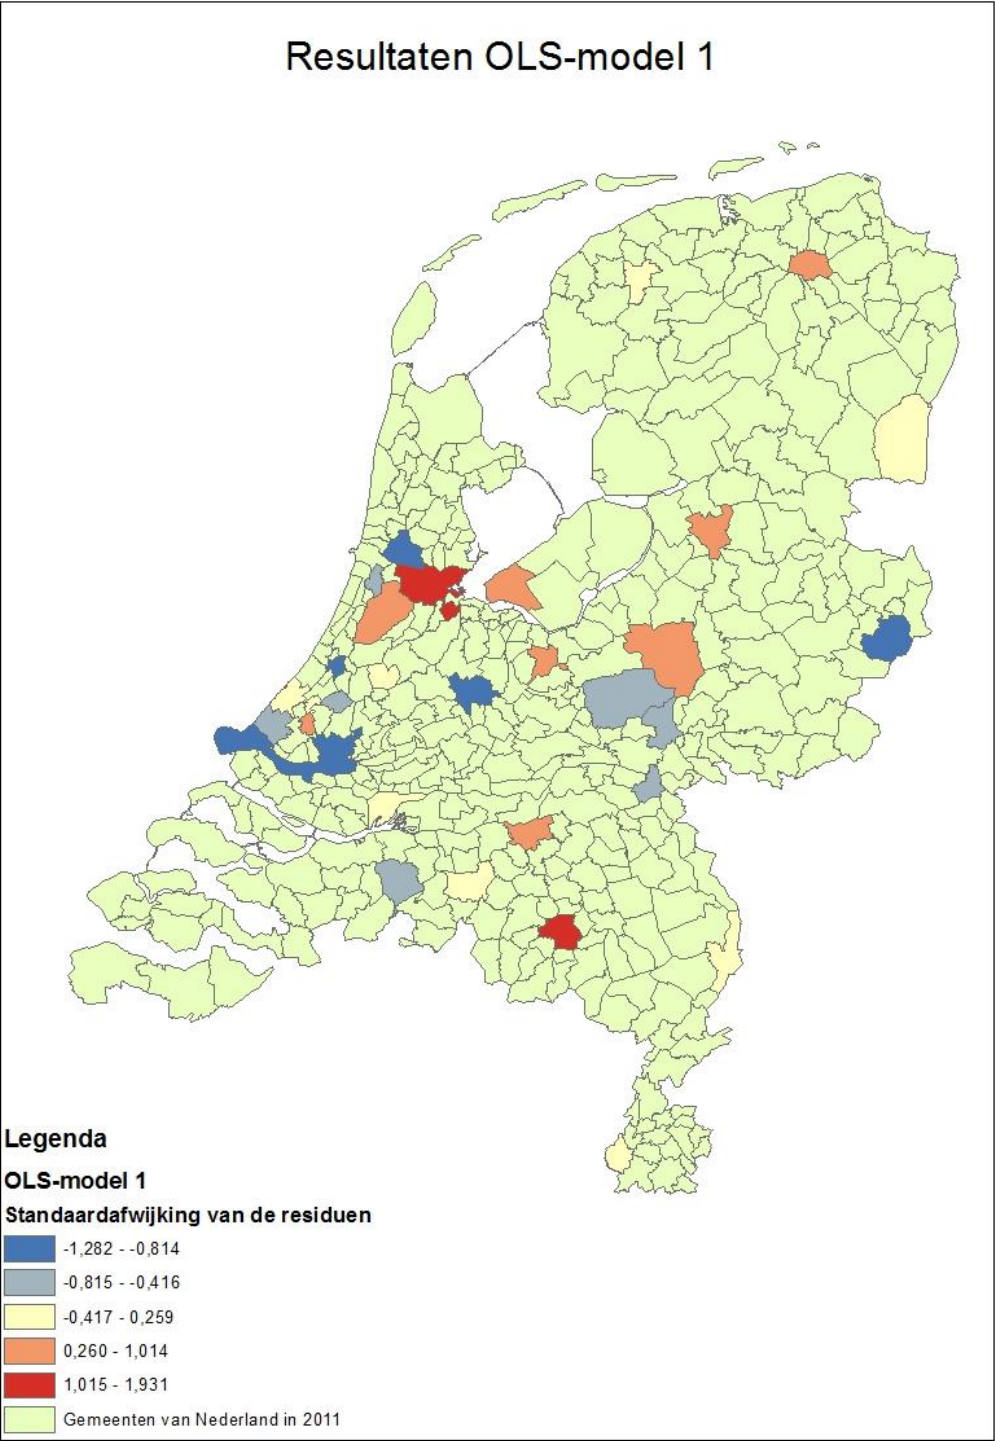 Resultaten OLS-model 1
Legenda
OLS-model 1
Standaardafwijking van de residuen
-1,282 - -0,814
-0,815 - -0,416
-0,417 - 0,259
0,260 - 1,014
1,015 - 1,931
Gemeenten van Nederland in 2011